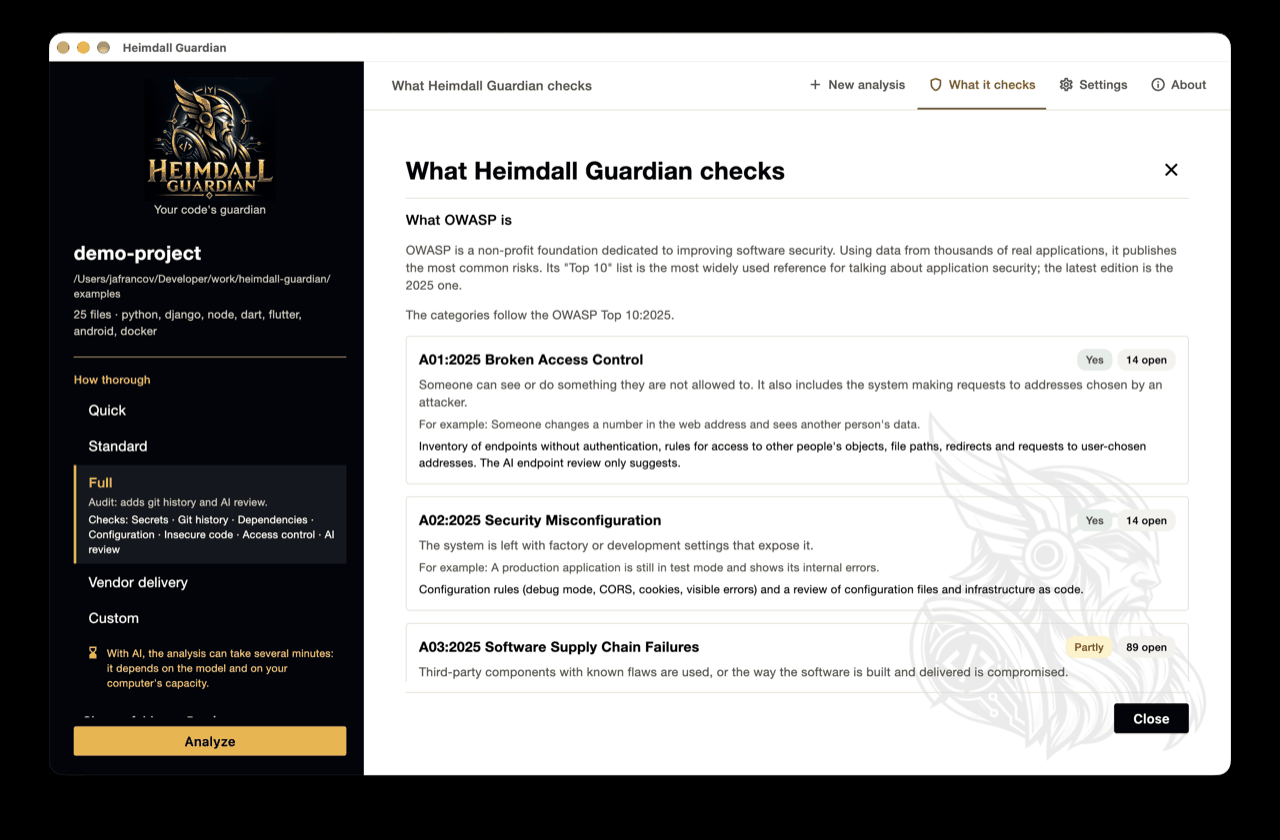 Heimdall Guardian
HEIMDALL
GUARDIAN
Your code's guardian
demo-project
/Users/jafrancov/Developer/work/heimdall-guardian/
examples
25 files · python, django, node, dart, flutter,
android, docker
How thorough
Quick
Standard
Full
Audit: adds git history and AI review.
Checks: Secrets · Git history · Dependencies ·
Configuration · Insecure code · Access control · AI
review
Vendor delivery
Custom
With AI, the analysis can take several minutes:
it depends on the model and on your
computer's capacity.
Analyze
What Heimdall Guardian checks
New analysis
What it checks
Settings
About
What Heimdall Guardian checks
What OWASP is
OWASP is a non-profit foundation dedicated to improving software security. Using data from thousands of real applications, it publishes
the most common risks. Its "Top 10" list is the most widely used reference for talking about application security; the latest edition is the
2025 one.
The categories follow the OWASP Top 10:2025.
A01:2025 Broken Access Control
Yes
14 open
Someone can see or do something they are not allowed to. It also includes the system making requests to addresses chosen by an
attacker.
For example: Someone changes a number in the web address and sees another person's data.
Inventory of endpoints without authentication, rules for access to other people's objects, file paths, redirects and requests to user-chosen
addresses. The AI endpoint review only suggests.
A02:2025 Security Misconfiguration
Yes
14 open
The system is left with factory or development settings that expose it.
For example: A production application is still in test mode and shows its internal errors.
Configuration rules (debug mode, CORS, cookies, visible errors) and a review of configuration files and infrastructure as code.
A03:2025 Software Supply Chain Failures
Partly
89 open
Third-party components with known flaws are used, or the way the software is built and delivered is compromised.
Close